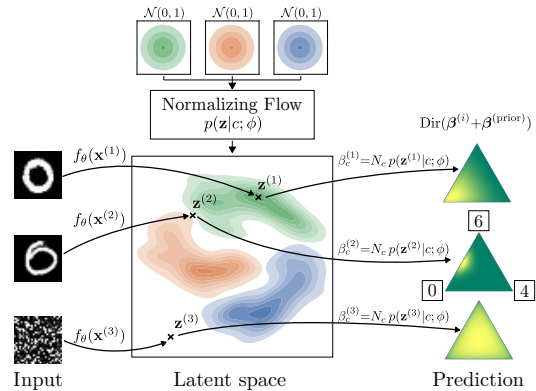 𝒩(0,1) 𝒩(0,1) 𝒩(0,1)
Normalizing Flow
p(𝐳|c;ϕ)
Dir(𝜷⁽ⁱ⁾+𝜷⁽ᵖʳⁱᵒʳ⁾)
f_θ(𝐱⁽¹⁾)
𝐳⁽¹⁾
β_c⁽¹⁾=N_c p(𝐳⁽¹⁾|c;ϕ)
f_θ(𝐱⁽²⁾)
𝐳⁽²⁾
β_c⁽²⁾=N_c p(𝐳⁽²⁾|c;ϕ)
6
0 4
f_θ(𝐱⁽³⁾)
𝐳⁽³⁾
β_c⁽³⁾=N_c p(𝐳⁽³⁾|c;ϕ)
Input Latent space Prediction